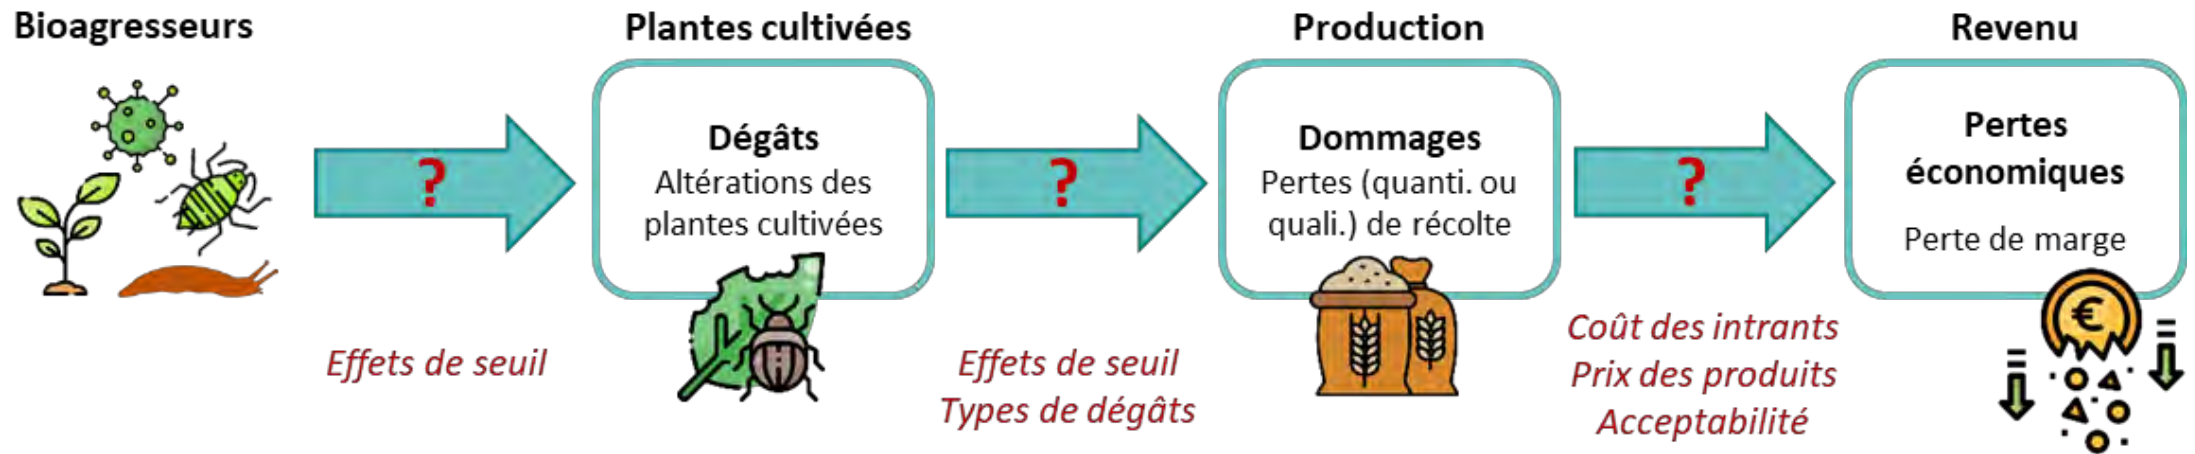 Bioagresseurs
Plantes cultivées
Production
Revenu
?
Dégâts
Altérations des
plantes cultivées
?
Dommages
Pertes (quanti. ou
quali.) de récolte
?
Pertes
économiques
Perte de marge
€
Effets de seuil
Effets de seuil
Types de dégâts
Coût des intrants
Prix des produits
Acceptabilité